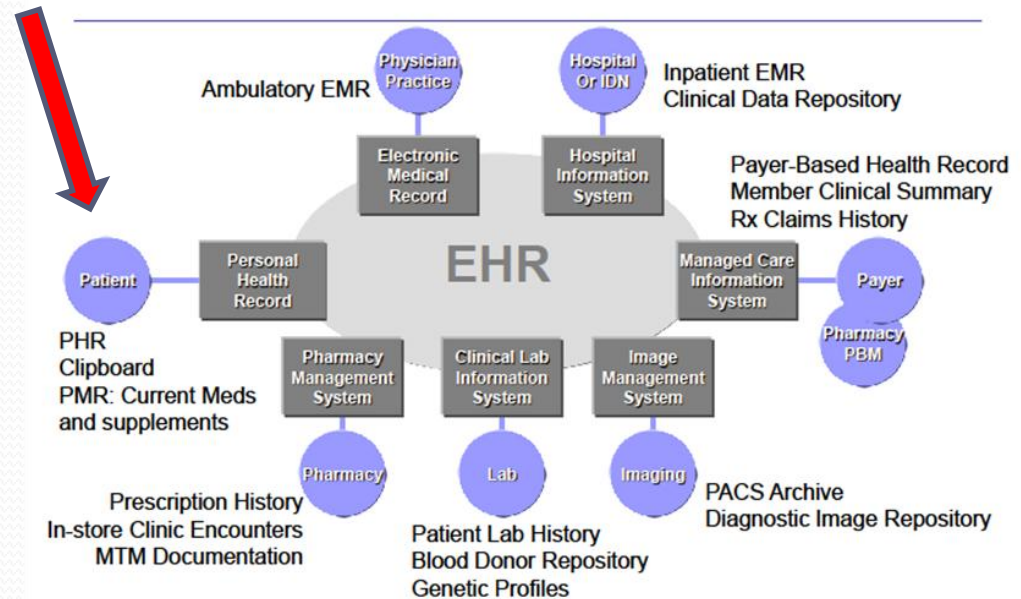 Physician
Practice
Ambulatory EMR
Hospital
Or IDN
Inpatient EMR
Clinical Data Repository
Electronic
Medical
Record
Hospital
Information
System
Payer-Based Health Record
Member Clinical Summary
Rx Claims History
EHR
Patient
Personal
Health
Record
Managed Care
Information
System
Payer
Pharmacy
PBM
PHR
Clipboard
PMR: Current Meds
and supplements
Pharmacy
Management
System
Clinical Lab
Information
System
Image
Management
System
Pharmacy
Lab
Imaging
Prescription History
In-store Clinic Encounters
MTM Documentation
Patient Lab History
Blood Donor Repository
Genetic Profiles
PACS Archive
Diagnostic Image Repository